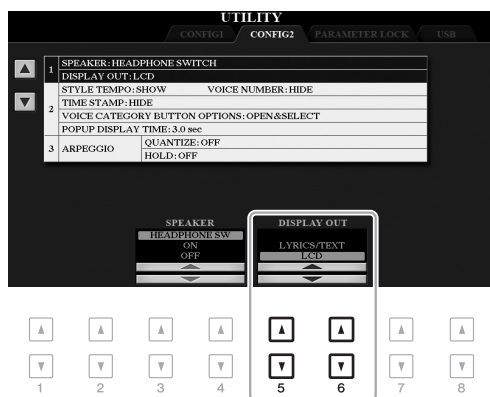 UTILITY
CONFIG1 CONFIG2 PARAMETER LOCK USB
1 SPEAKER: HEADPHONE SWITCH
DISPLAY OUT: LCD
2 STYLE TEMPO: SHOW VOICE NUMBER: HIDE
TIME STAMP: HIDE
VOICE CATEGORY BUTTON OPTIONS: OPEN&SELECT
POPUP DISPLAY TIME: 3.0 sec
3 ARPEGGIO QUANTIZE: OFF
HOLD: OFF
SPEAKER DISPLAY OUT
HEADPHONE SW
ON LYRICS/TEXT
OFF LCD
1 2 3 4 5 6 7 8